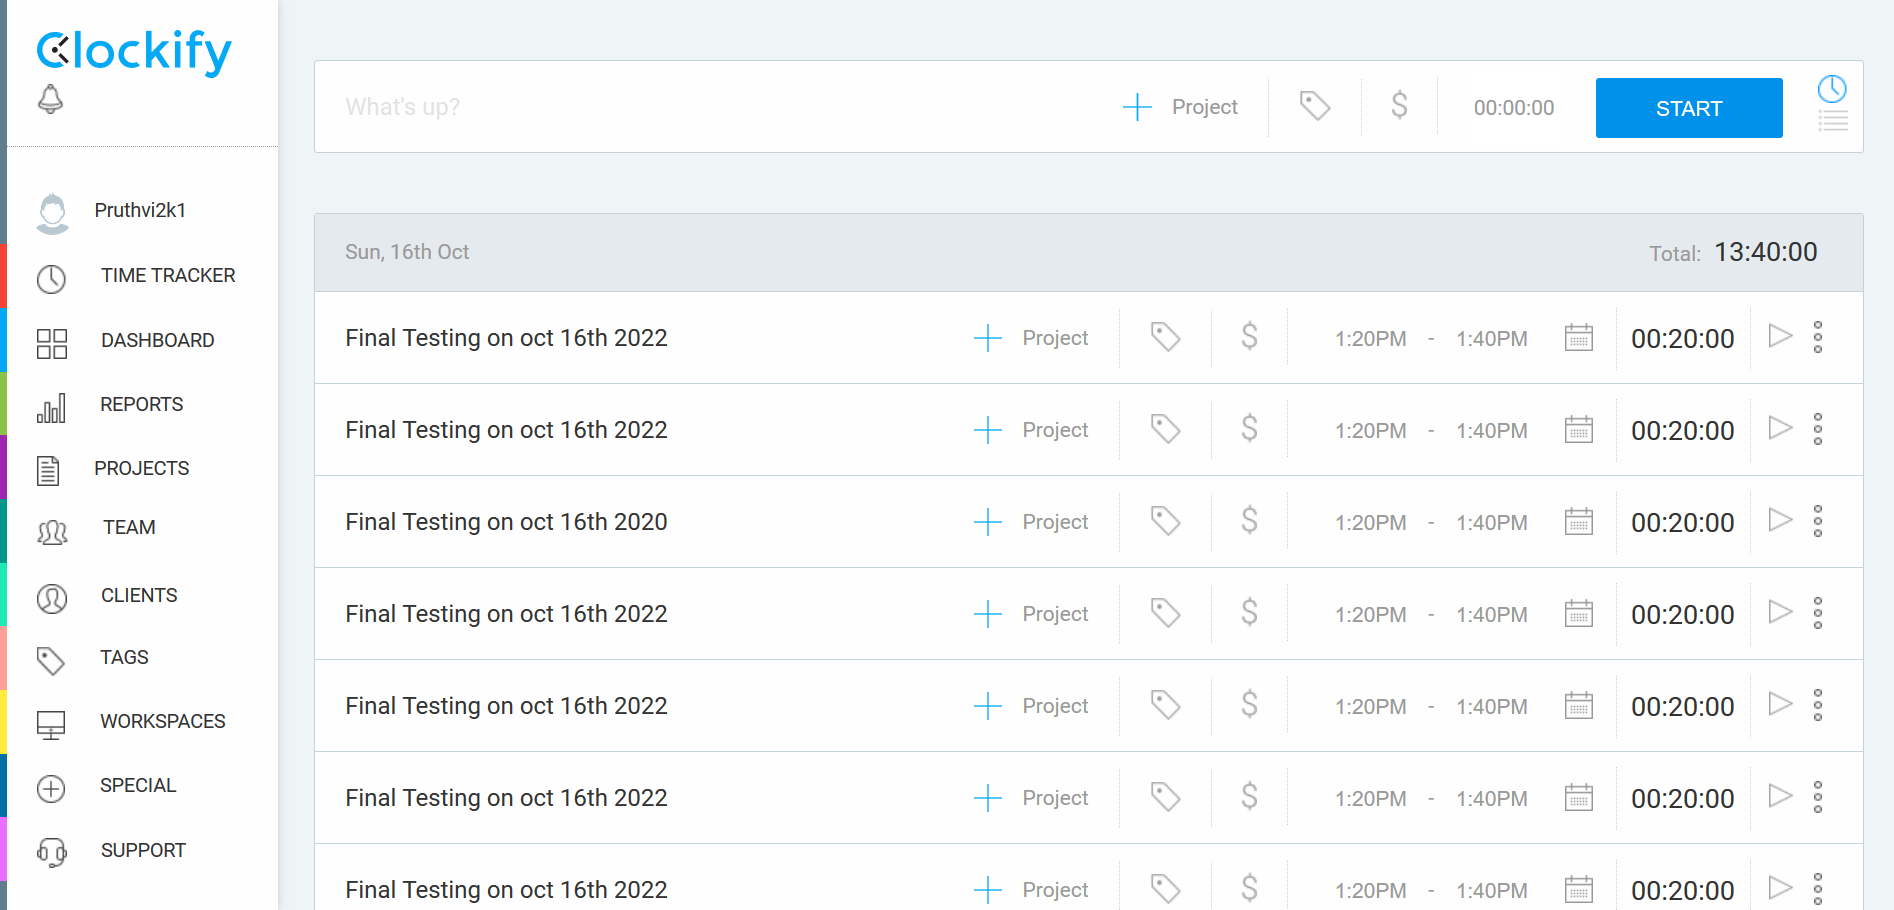 Clockify
What's up?
Project
$
00:00:00
START
Pruthvi2k1
TIME TRACKER
DASHBOARD
REPORTS
PROJECTS
TEAM
CLIENTS
TAGS
WORKSPACES
SPECIAL
SUPPORT
Sun, 16th Oct Total: 13:40:00
Final Testing on oct 16th 2022 + Project $ 1:20PM - 1:40PM 00:20:00
Final Testing on oct 16th 2022 + Project $ 1:20PM - 1:40PM 00:20:00
Final Testing on oct 16th 2020 + Project $ 1:20PM - 1:40PM 00:20:00
Final Testing on oct 16th 2022 + Project $ 1:20PM - 1:40PM 00:20:00
Final Testing on oct 16th 2022 + Project $ 1:20PM - 1:40PM 00:20:00
Final Testing on oct 16th 2022 + Project $ 1:20PM - 1:40PM 00:20:00
Final Testing on oct 16th 2022 + Project $ 1:20PM - 1:40PM 00:20:00